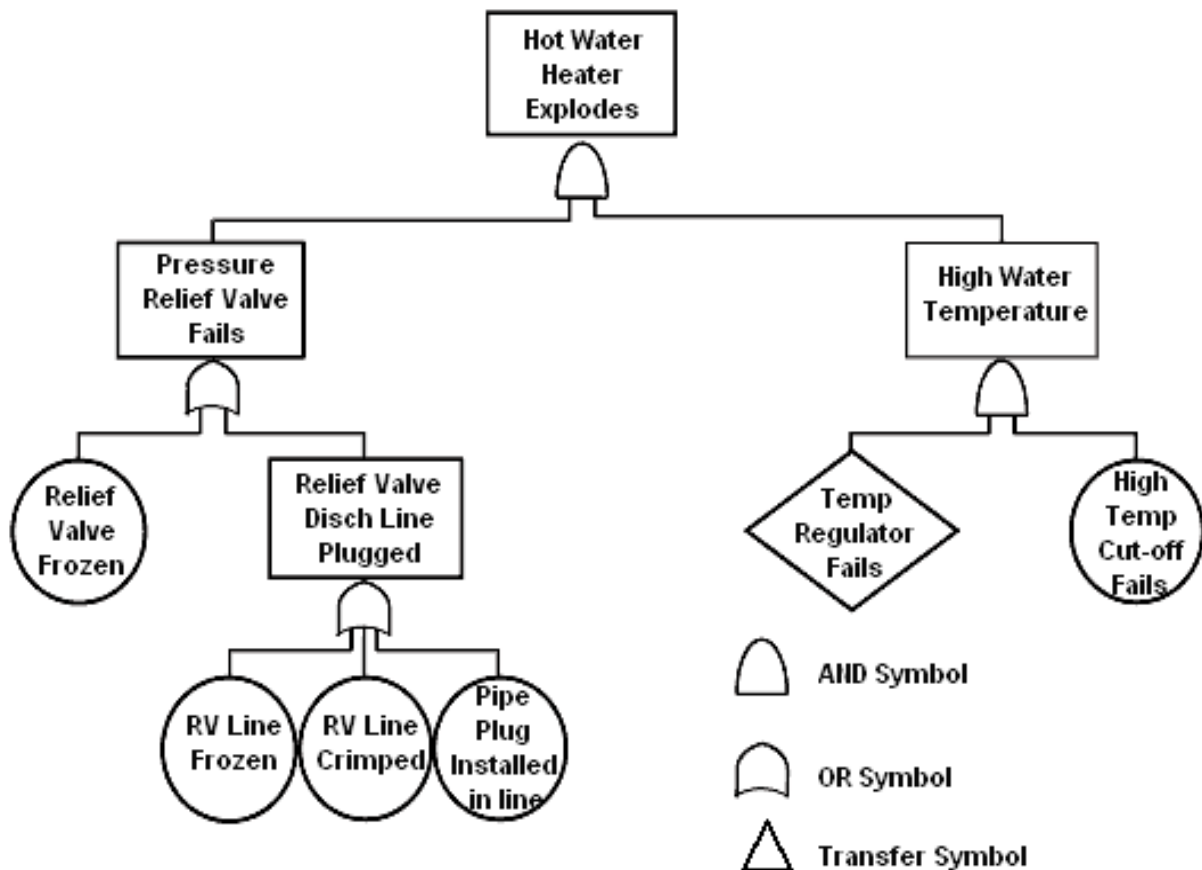 Hot Water
Heater
Explodes
Pressure
Relief Valve
Fails
High Water
Temperature
Relief
Valve
Frozen
Relief Valve
Disch Line
Plugged
Temp
Regulator
Fails
High
Temp
Cut-off
Fails
RV Line
Frozen
RV Line
Crimped
Pipe
Plug
Installed
in line
AND Symbol
OR Symbol
Transfer Symbol